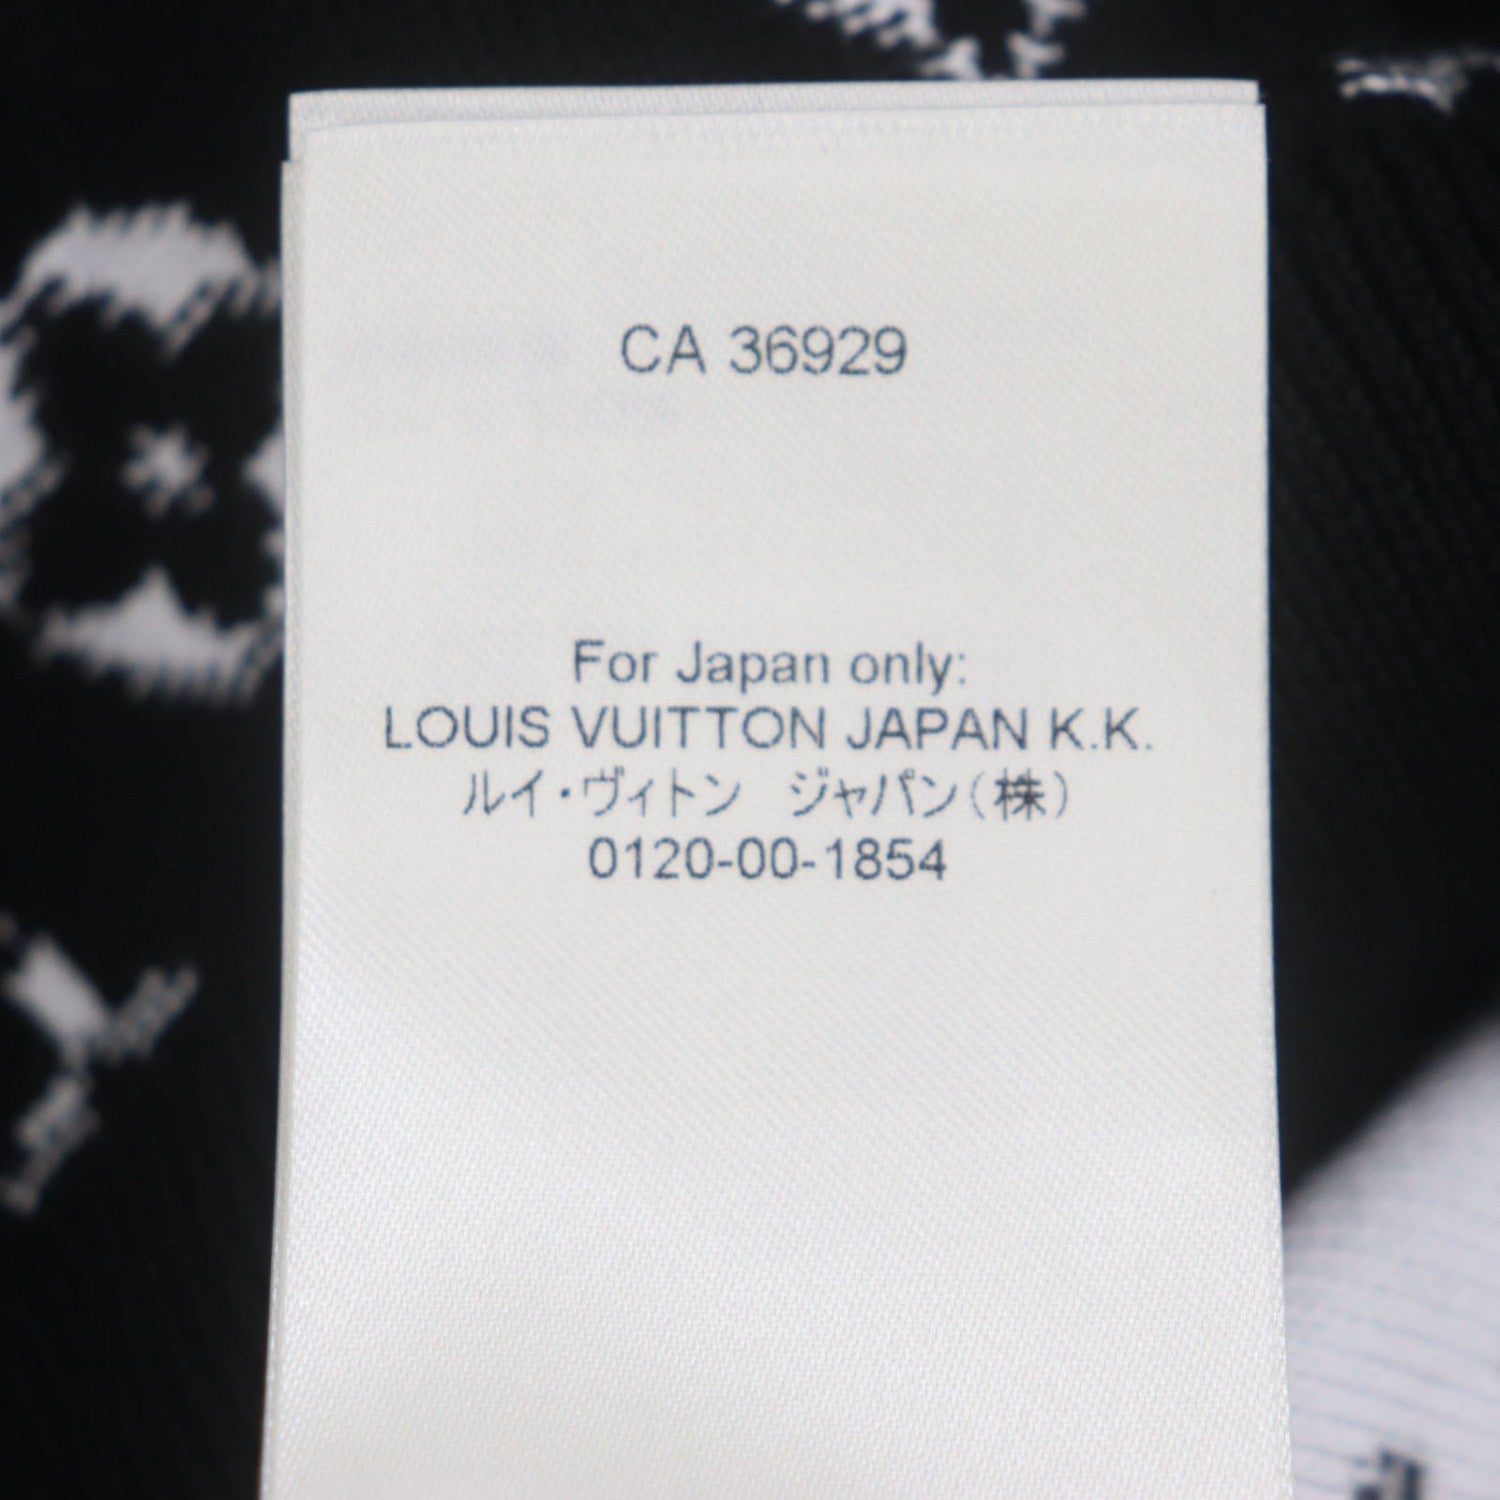 CA 36929
For Japan only:
LOUIS VUITTON JAPAN K.K.
ルイ・ヴィトン　ジャパン(株)
0120-00-1854